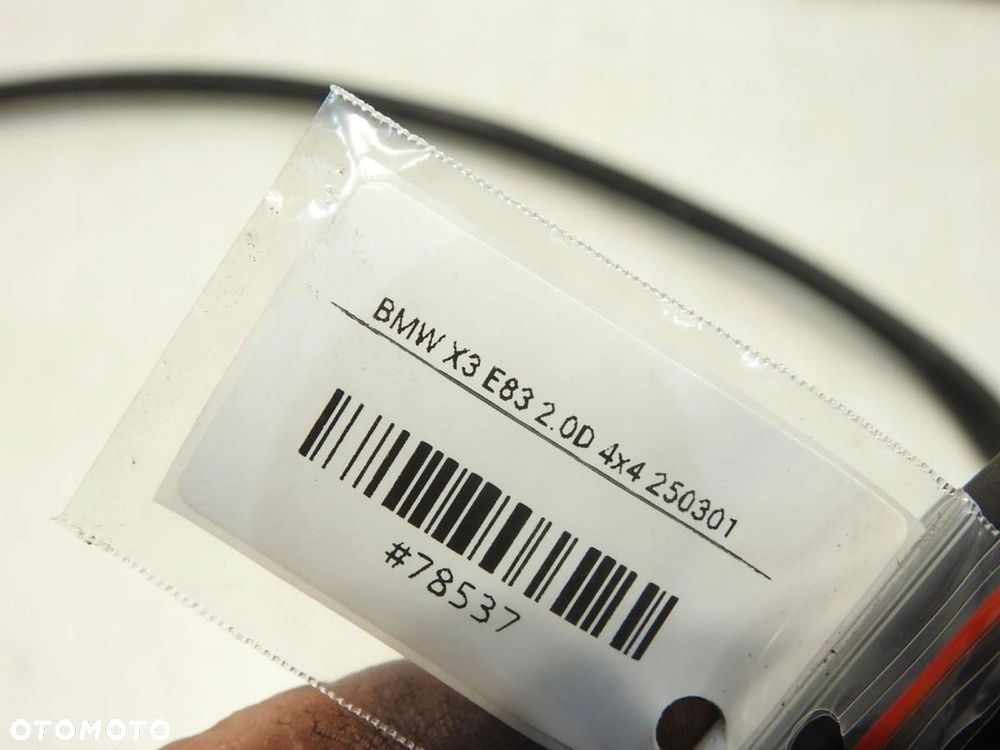 BMW X3 E83 2.0D 4x4 250301
#78537
OTOMOTO